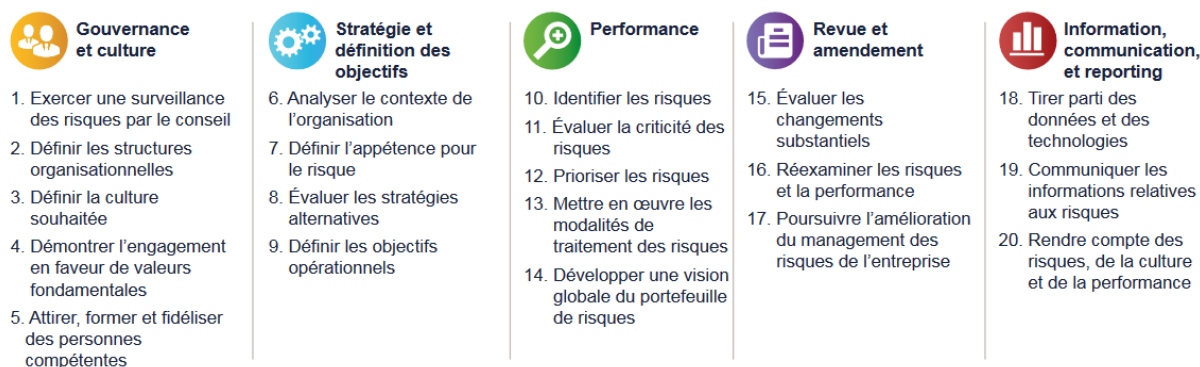 Gouvernance
et culture
1. Exercer une surveillance
des risques par le conseil
2. Définir les structures
organisationnelles
3. Définir la culture
souhaitée
4. Démontrer l’engagement
en faveur de valeurs
fondamentales
5. Attirer, former et fidéliser
des personnes
compétentes
Stratégie et
définition des
objectifs
6. Analyser le contexte de
l’organisation
7. Définir l’appétence pour
le risque
8. Évaluer les stratégies
alternatives
9. Définir les objectifs
opérationnels
Performance
10. Identifier les risques
11. Évaluer la criticité des
risques
12. Prioriser les risques
13. Mettre en œuvre les
modalités de
traitement des risques
14. Développer une vision
globale du portefeuille
de risques
Revue et
amendement
15. Évaluer les
changements
substantiels
16. Réexaminer les risques
et la performance
17. Poursuivre l’amélioration
du management des
risques de l’entreprise
Information,
communication,
et reporting
18. Tirer parti des
données et des
technologies
19. Communiquer les
informations relatives
aux risques
20. Rendre compte des
risques, de la culture
et de la performance